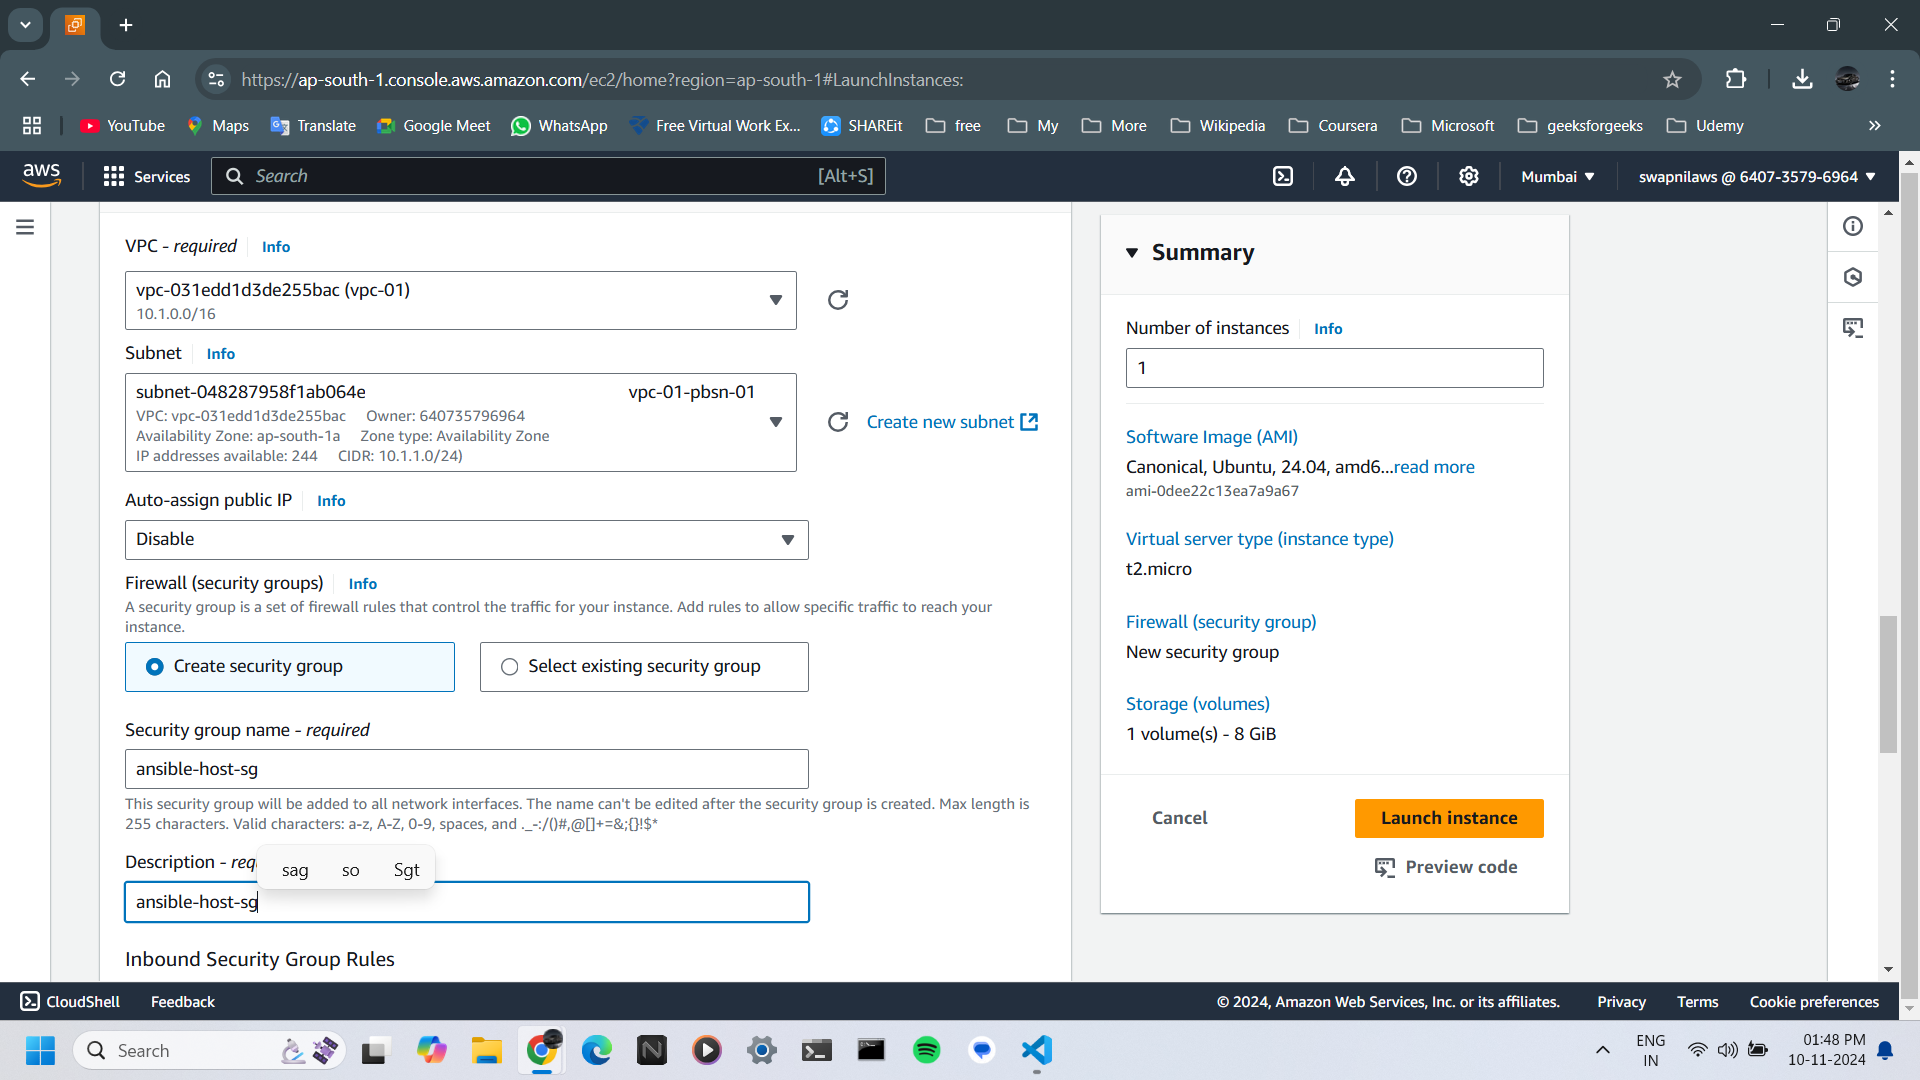 https://ap-south-1.console.aws.amazon.com/ec2/home?region=ap-south-1#LaunchInstances:
YouTube Maps Translate Google Meet WhatsApp Free Virtual Work Ex... SHAREit free My More Wikipedia Coursera Microsoft geeksforgeeks Udemy
aws Services Search [Alt+S] Mumbai swapnilaws @ 6407-3579-6964
VPC - required Info
vpc-031edd1d3de255bac (vpc-01)
10.1.0.0/16
Subnet Info
subnet-048287958f1ab064e vpc-01-pbsn-01
VPC: vpc-031edd1d3de255bac Owner: 640735796964
Availability Zone: ap-south-1a Zone type: Availability Zone
IP addresses available: 244 CIDR: 10.1.1.0/24)
Create new subnet
Auto-assign public IP Info
Disable
Firewall (security groups) Info
A security group is a set of firewall rules that control the traffic for your instance. Add rules to allow specific traffic to reach your
instance.
Create security group Select existing security group
Security group name - required
ansible-host-sg
This security group will be added to all network interfaces. The name can't be edited after the security group is created. Max length is
255 characters. Valid characters: a-z, A-Z, 0-9, spaces, and ._-:/()#,@[]+=&;{}!$*
Description - req
sag so Sgt
ansible-host-sg
Inbound Security Group Rules
Summary
Number of instances Info
1
Software Image (AMI)
Canonical, Ubuntu, 24.04, amd6...read more
ami-0dee22c13ea7a9a67
Virtual server type (instance type)
t2.micro
Firewall (security group)
New security group
Storage (volumes)
1 volume(s) - 8 GiB
Cancel Launch instance
Preview code
CloudShell Feedback © 2024, Amazon Web Services, Inc. or its affiliates. Privacy Terms Cookie preferences
Search
ENG
IN
01:48 PM
10-11-2024